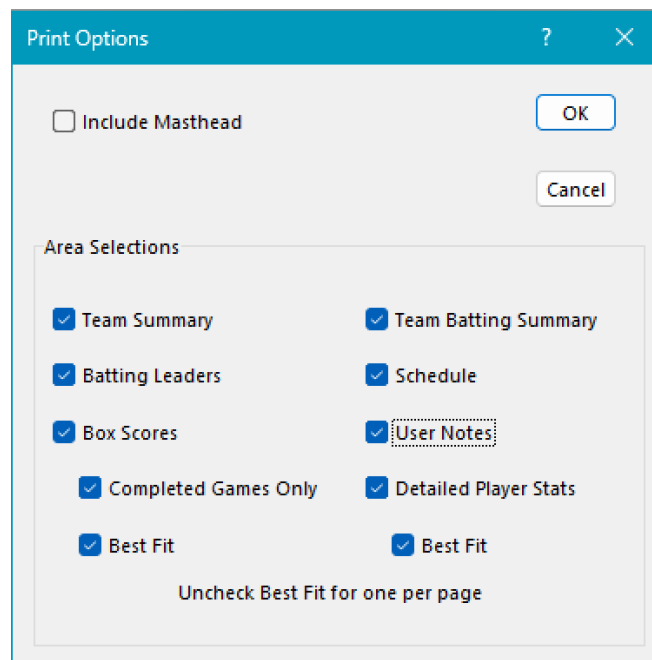 Print Options ?
Include Masthead OK
Cancel
Area Selections
Team Summary Team Batting Summary
Batting Leaders Schedule
Box Scores User Notes
Completed Games Only Detailed Player Stats
Best Fit Best Fit
Uncheck Best Fit for one per page